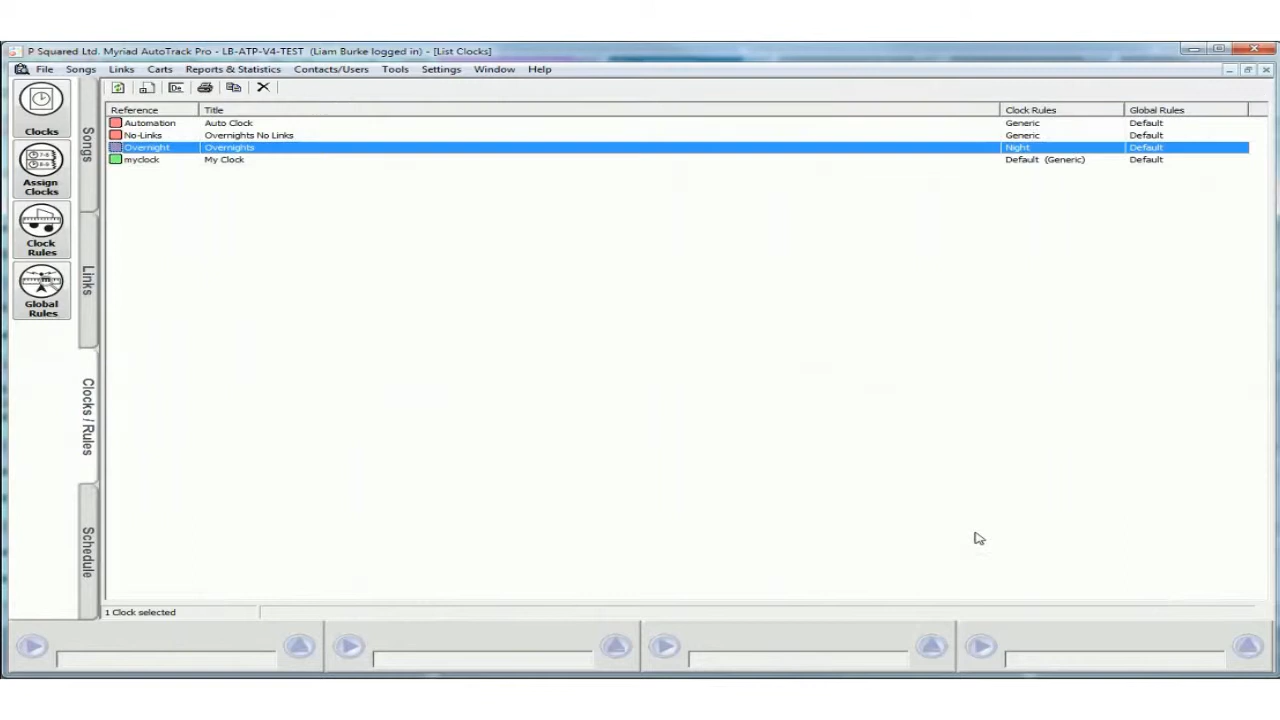 P Squared Ltd. Myriad AutoTrack Pro - LB-ATP-V4-TEST (Liam Burke logged in) - [List Clocks]
File Songs Links Carts Reports & Statistics Contacts/Users Tools Settings Window Help
Clocks
Assign
Clocks
Clock
Rules
Global
Rules
Songs
Links
Clocks / Rules
Schedule
Reference Title Clock Rules Global Rules
Automation Auto Clock Generic Default
No-Links Overnights No Links Generic Default
Overnight Overnights Night Default
myclock My Clock Default (Generic) Default
1 Clock selected